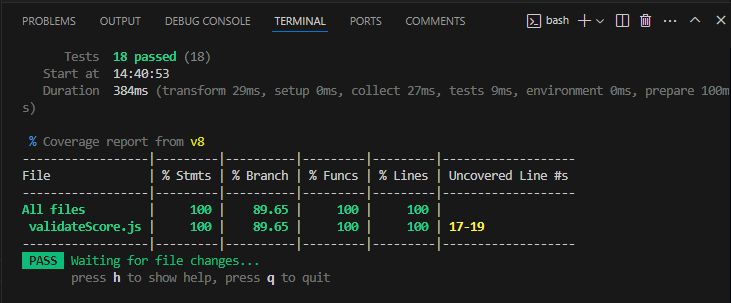 PROBLEMS OUTPUT DEBUG CONSOLE TERMINAL PORTS COMMENTS bash
Tests 18 passed (18)
Start at 14:40:53
Duration 384ms (transform 29ms, setup 0ms, collect 27ms, tests 9ms, environment 0ms, prepare 100m
s)
% Coverage report from v8
-----------------|---------|----------|---------|---------|-------------------
File | % Stmts | % Branch | % Funcs | % Lines | Uncovered Line #s
-----------------|---------|----------|---------|---------|-------------------
All files | 100 | 89.65 | 100 | 100 |
validateScore.js | 100 | 89.65 | 100 | 100 | 17-19
-----------------|---------|----------|---------|---------|-------------------
PASS Waiting for file changes...
press h to show help, press q to quit